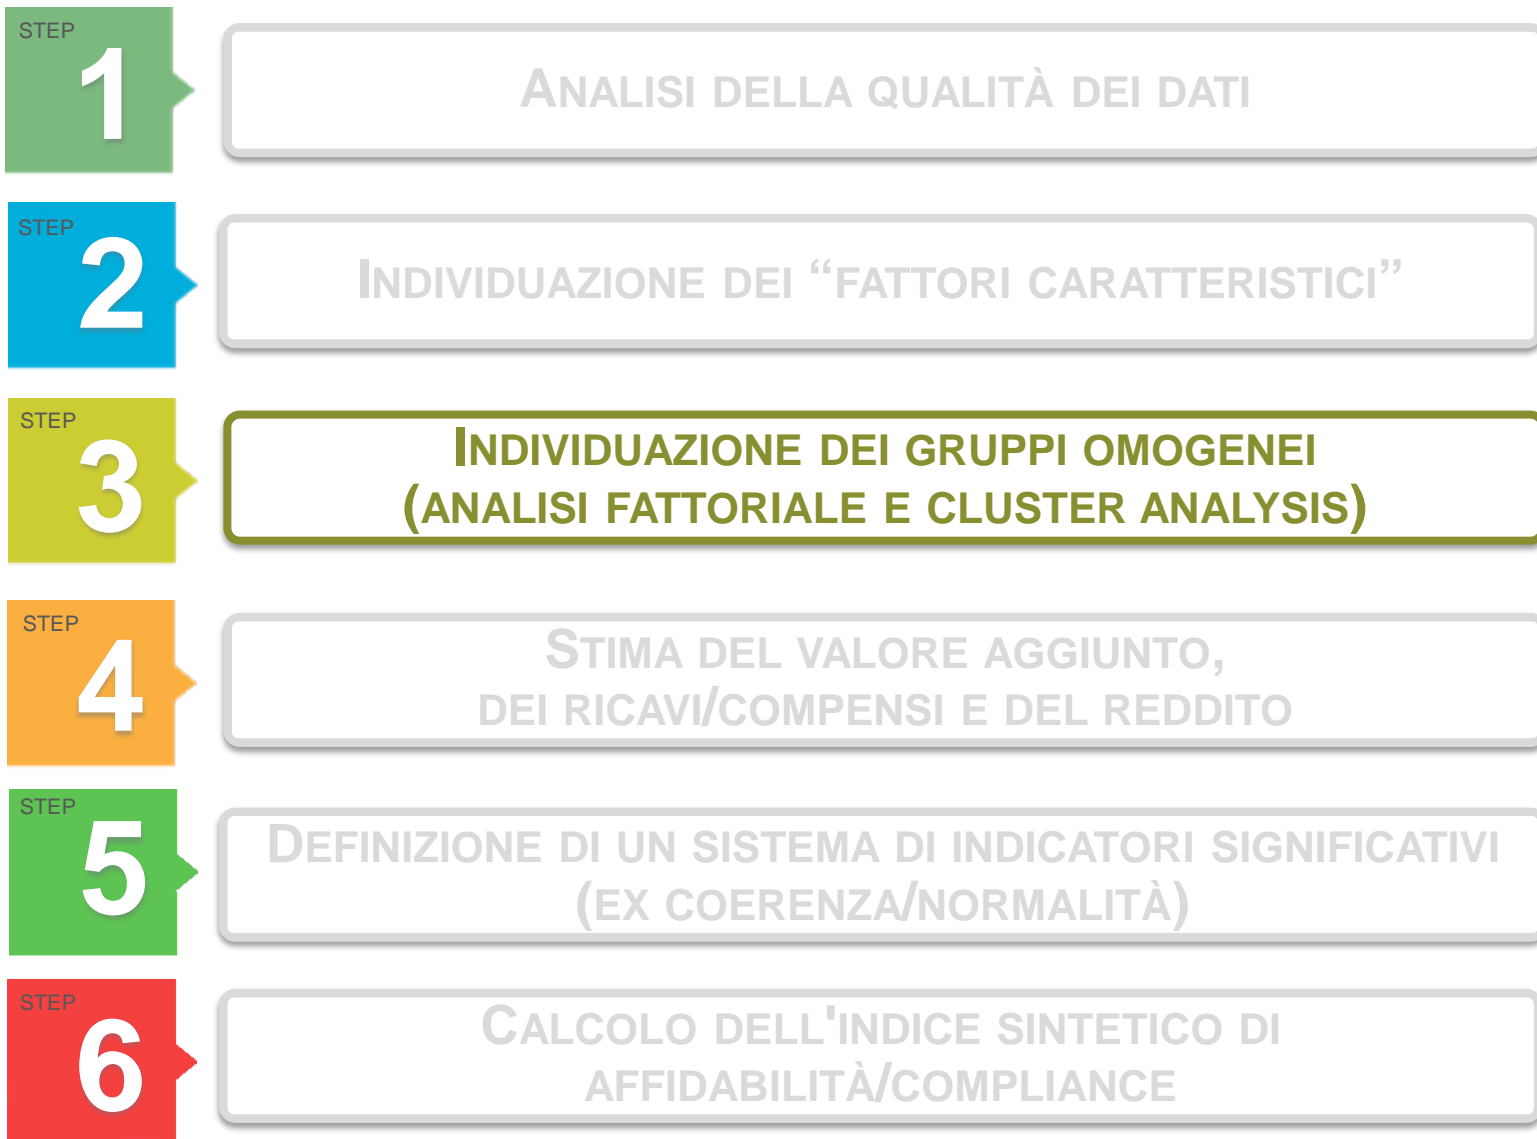 STEP
1
ANALISI DELLA QUALITÀ DEI DATI
STEP
2
INDIVIDUAZIONE DEI “FATTORI CARATTERISTICI”
STEP
3
INDIVIDUAZIONE DEI GRUPPI OMOGENEI
(ANALISI FATTORIALE E CLUSTER ANALYSIS)
STEP
4
STIMA DEL VALORE AGGIUNTO,
DEI RICAVI/COMPENSI E DEL REDDITO
STEP
5
DEFINIZIONE DI UN SISTEMA DI INDICATORI SIGNIFICATIVI
(EX COERENZA/NORMALITÀ)
STEP
6
CALCOLO DELL'INDICE SINTETICO DI
AFFIDABILITÀ/COMPLIANCE